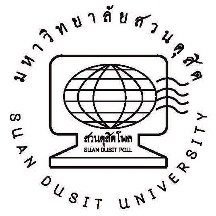 มหาวิทยาลัยสวนดุสิต
สวนดุสิตโพล
SUAN DUSIT POLL
SUAN DUSIT UNIVERSITY